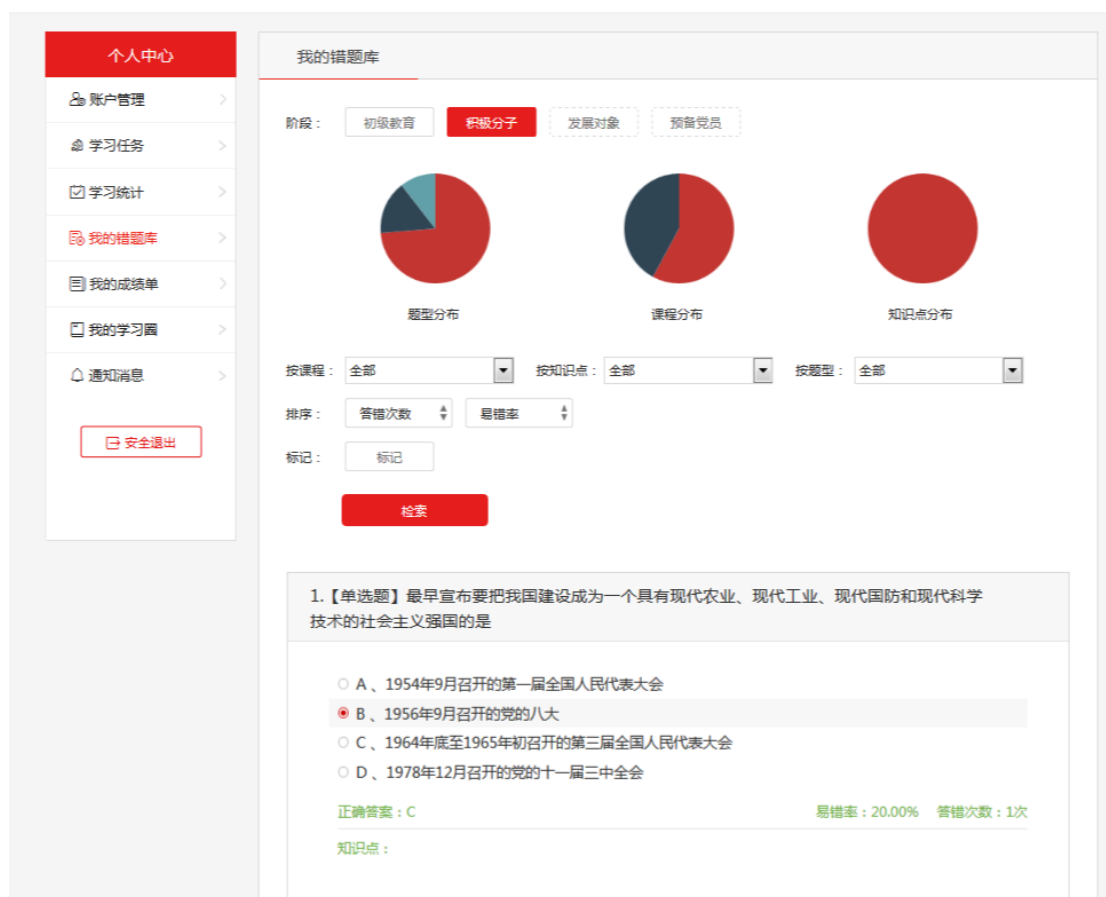 个人中心
账户管理
学习任务
学习统计
我的错题库
我的成绩单
我的学习圈
通知消息
安全退出
我的错题库
阶段： 初级教育 积极分子 发展对象 预备党员
题型分布 课程分布 知识点分布
按课程： 全部 按知识点： 全部 按题型： 全部
排序： 答错次数 易错率
标记： 标记
检索
1.【单选题】最早宣布要把我国建设成为一个具有现代农业、现代工业、现代国防和现代科学
技术的社会主义强国的是
A 、1954年9月召开的第一届全国人民代表大会
B 、1956年9月召开的党的八大
C 、1964年底至1965年初召开的第三届全国人民代表大会
D 、1978年12月召开的党的十一届三中全会
正确答案：C 易错率：20.00% 答错次数：1次
知识点：